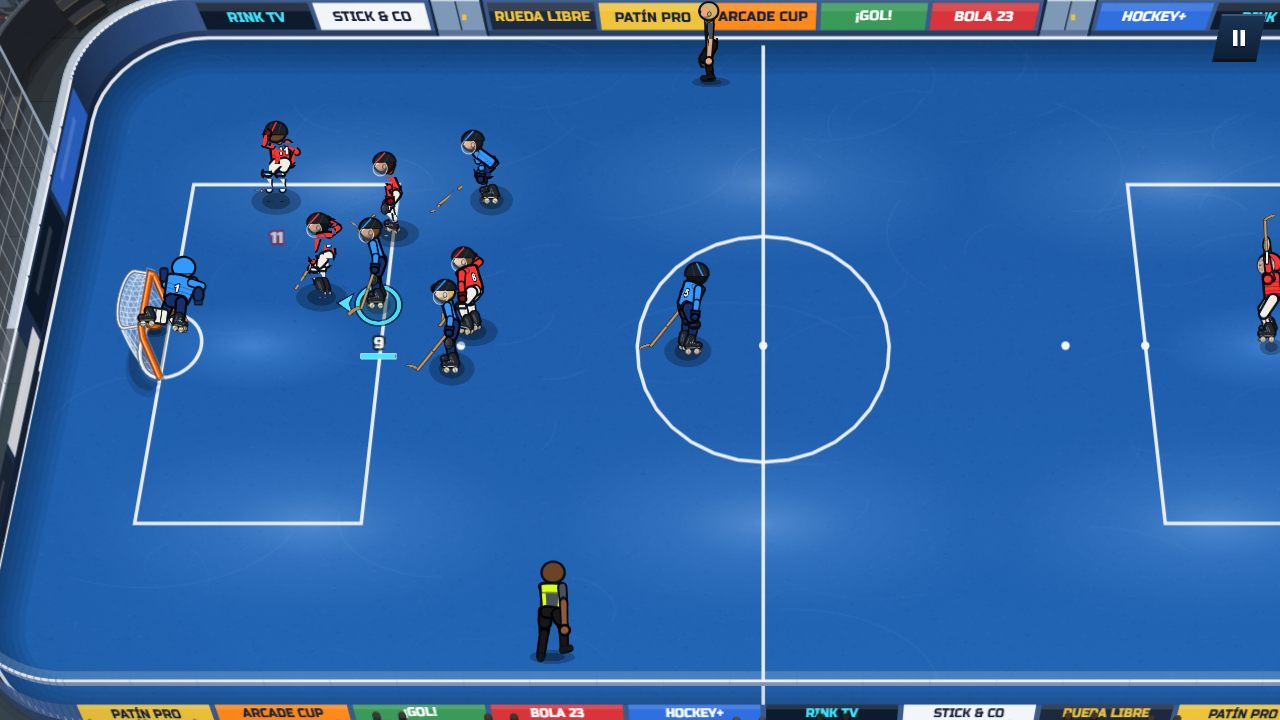 RINK TV
STICK & CO
RUEDA LIBRE
PATÍN PRO
ARCADE CUP
¡GOL!
BOLA 23
HOCKEY+
11
1
9
PATÍN PRO
ARCADE CUP
¡GOL!
BOLA 23
HOCKEY+
RINK TV
STICK & CO
RUEDA LIBRE
PATÍN PRO